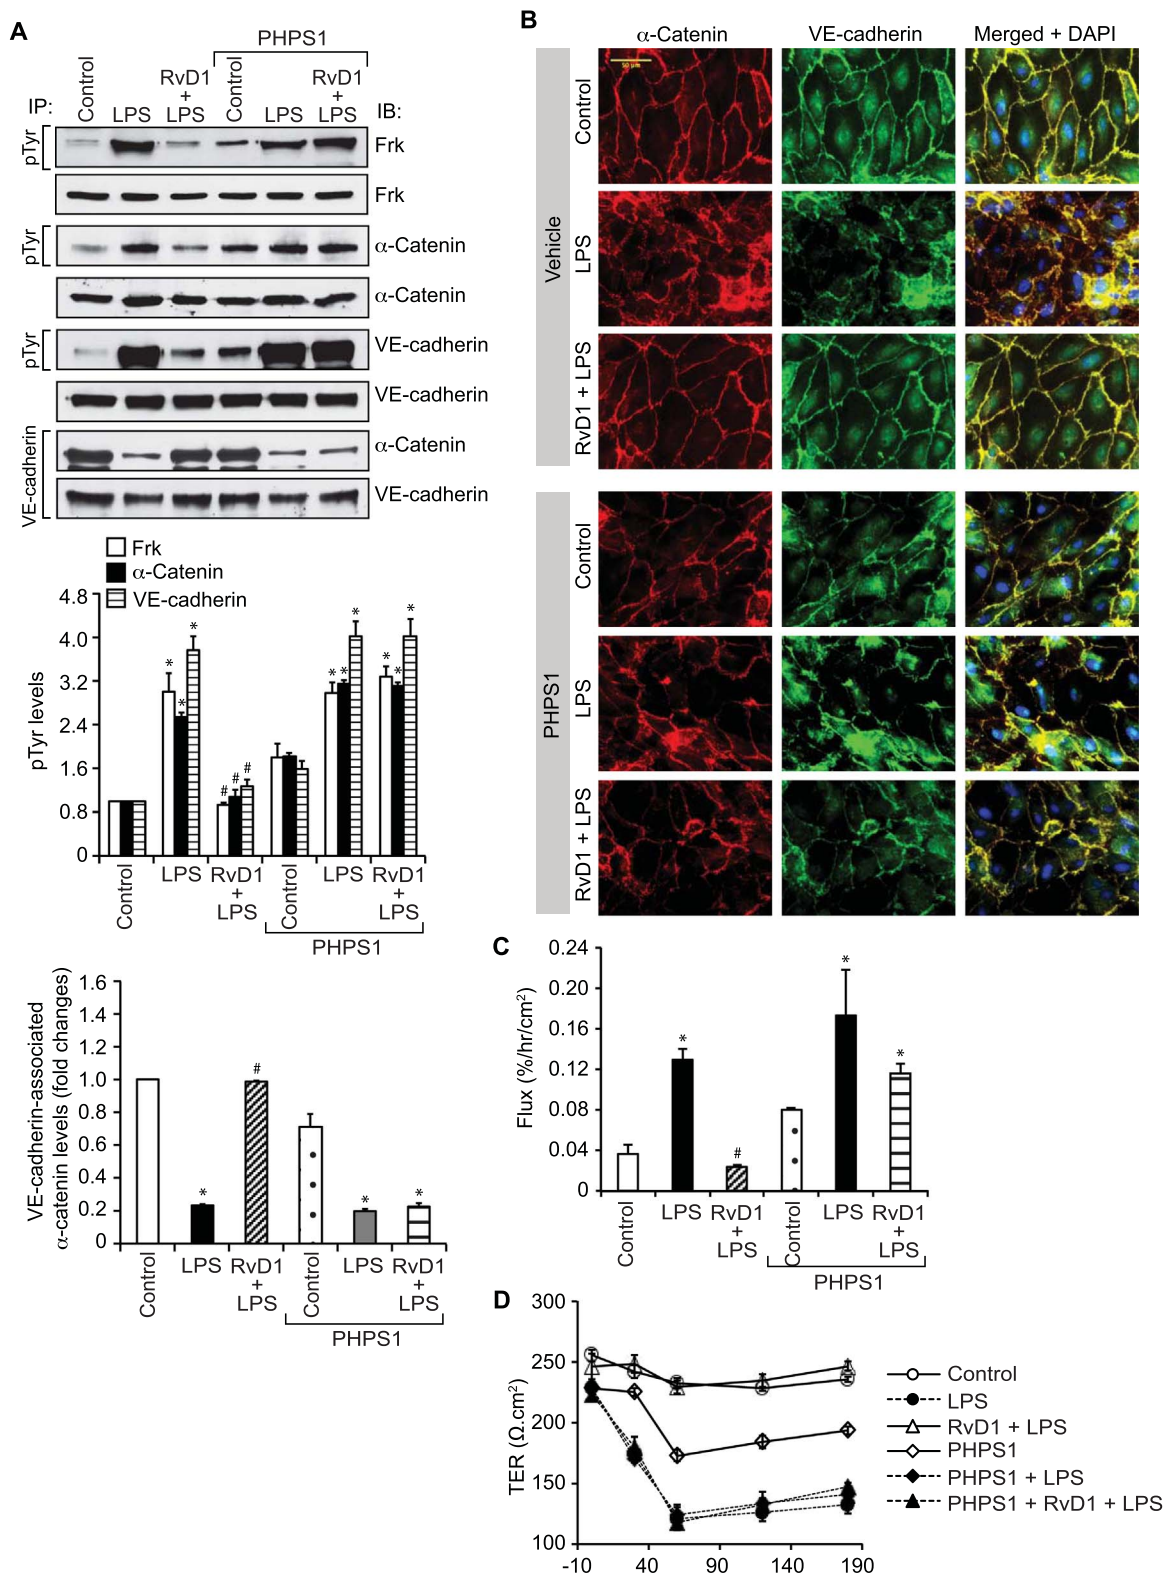 A
PHPS1
Control
LPS
RvD1
+
LPS
Control
LPS
RvD1
+
LPS
IP:
IB:
pTyr
Frk
Frk
pTyr
α-Catenin
α-Catenin
pTyr
VE-cadherin
VE-cadherin
VE-cadherin
α-Catenin
VE-cadherin
Frk
α-Catenin
VE-cadherin
pTyr levels
4.8
4.0
3.2
2.4
1.6
0.8
0
*
*
*
#
#
#
*
*
*
*
*
*
Control
LPS
RvD1
+
LPS
Control
LPS
RvD1
+
LPS
PHPS1
VE-cadherin-associated
α-catenin levels (fold changes)
1.6
1.4
1.2
1.0
0.8
0.6
0.4
0.2
0
*
#
*
*
Control
LPS
RvD1
+
LPS
Control
LPS
RvD1
+
LPS
PHPS1
B
α-Catenin
VE-cadherin
Merged + DAPI
50 μm
Vehicle
Control
LPS
RvD1 + LPS
PHPS1
Control
LPS
RvD1 + LPS
C
Flux (%/hr/cm²)
0.24
0.20
0.16
0.12
0.08
0.04
0
*
#
*
*
Control
LPS
RvD1
+
LPS
Control
LPS
RvD1
+
LPS
PHPS1
D
TER (Ω.cm²)
300
250
200
150
100
-10
40
90
140
190
Control
LPS
RvD1 + LPS
PHPS1
PHPS1 + LPS
PHPS1 + RvD1 + LPS